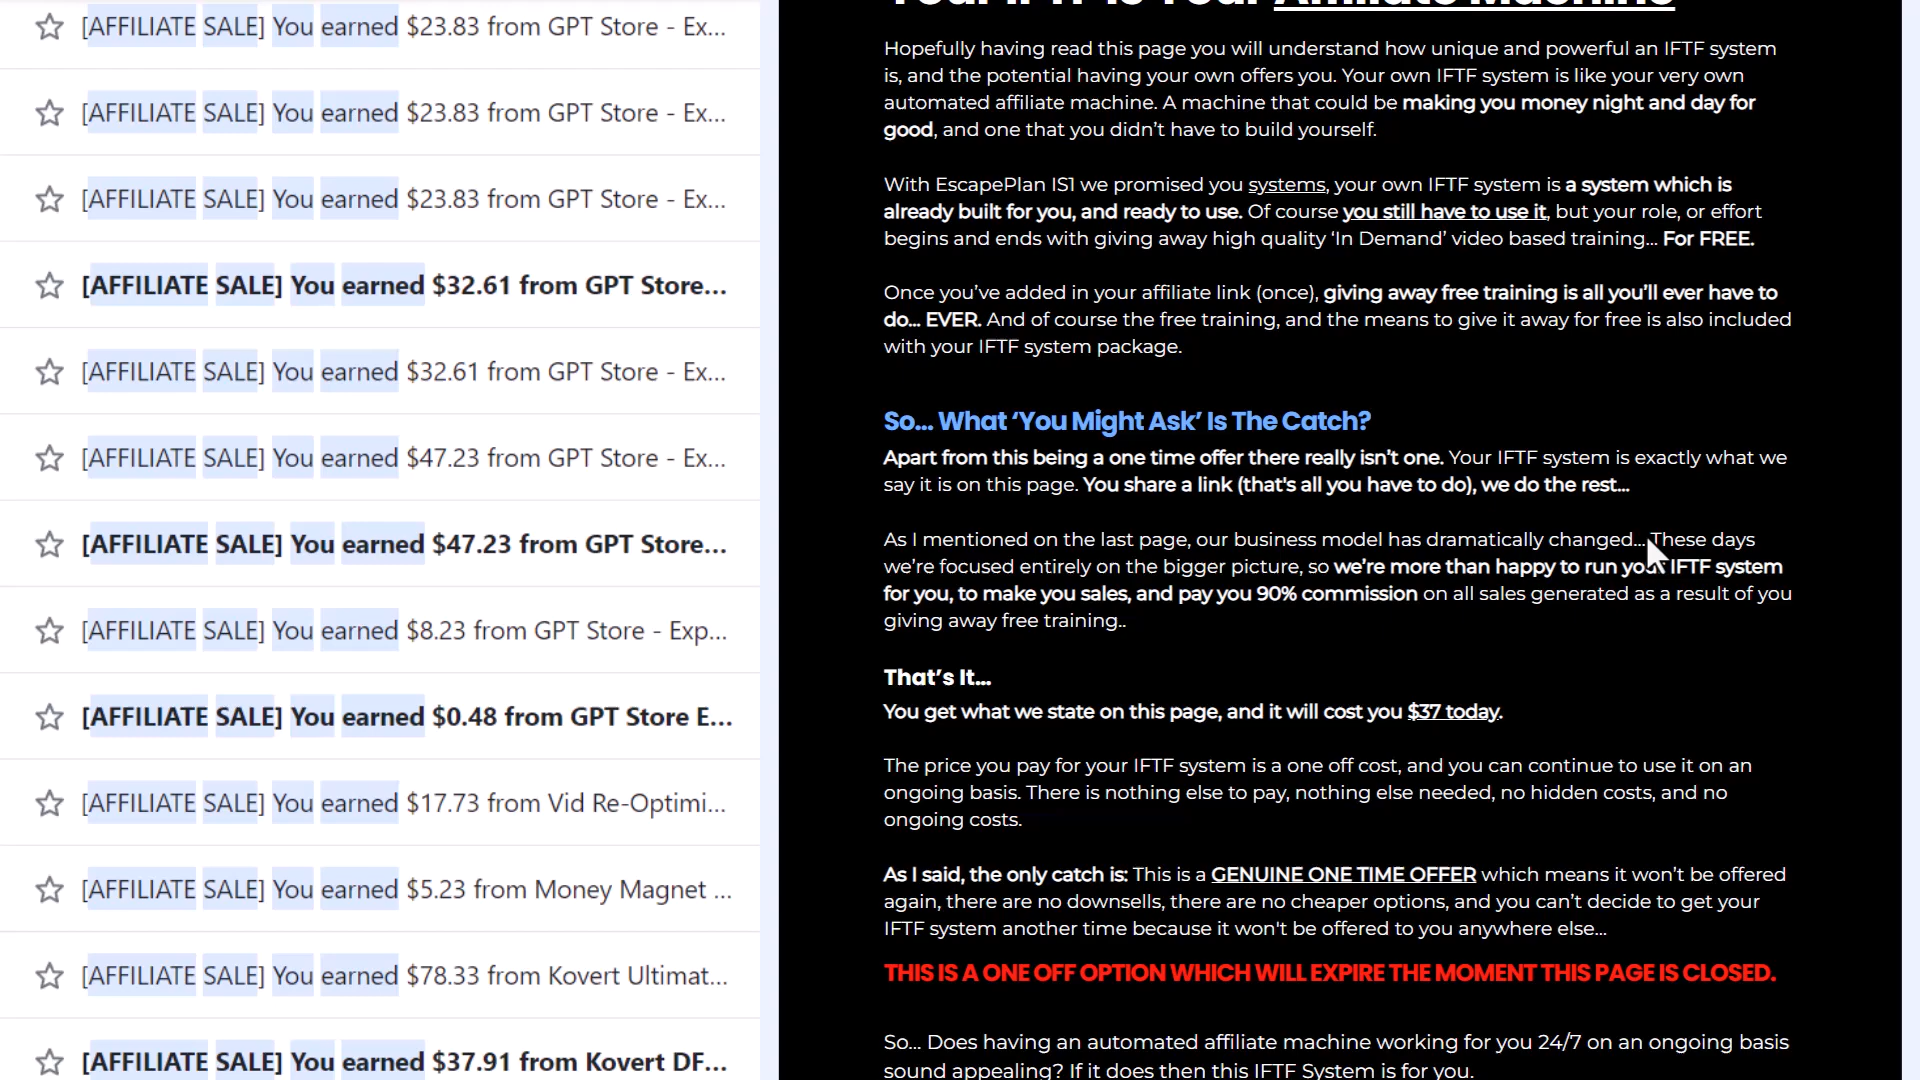 [AFFILIATE SALE] You earned $23.83 from GPT Store - Ex...
[AFFILIATE SALE] You earned $23.83 from GPT Store - Ex...
[AFFILIATE SALE] You earned $23.83 from GPT Store - Ex...
[AFFILIATE SALE] You earned $32.61 from GPT Store...
[AFFILIATE SALE] You earned $32.61 from GPT Store - Ex...
[AFFILIATE SALE] You earned $47.23 from GPT Store - Ex...
[AFFILIATE SALE] You earned $47.23 from GPT Store...
[AFFILIATE SALE] You earned $8.23 from GPT Store - Exp...
[AFFILIATE SALE] You earned $0.48 from GPT Store E...
[AFFILIATE SALE] You earned $17.73 from Vid Re-Optimi...
[AFFILIATE SALE] You earned $5.23 from Money Magnet ...
[AFFILIATE SALE] You earned $78.33 from Kovert Ultimat...
[AFFILIATE SALE] You earned $37.91 from Kovert DF...
Your IFTF Is Your Affiliate Machine
Hopefully having read this page you will understand how unique and powerful an IFTF system
is, and the potential having your own offers you. Your own IFTF system is like your very own
automated affiliate machine. A machine that could be making you money night and day for
good, and one that you didn’t have to build yourself.
With EscapePlan IS1 we promised you systems, your own IFTF system is a system which is
already built for you, and ready to use. Of course you still have to use it, but your role, or effort
begins and ends with giving away high quality ‘In Demand’ video based training... For FREE.
Once you’ve added in your affiliate link (once), giving away free training is all you’ll ever have to
do... EVER. And of course the free training, and the means to give it away for free is also included
with your IFTF system package.
So... What ‘You Might Ask’ Is The Catch?
Apart from this being a one time offer there really isn’t one. Your IFTF system is exactly what we
say it is on this page. You share a link (that's all you have to do), we do the rest...
As I mentioned on the last page, our business model has dramatically changed... These days
we’re focused entirely on the bigger picture, so we’re more than happy to run your IFTF system
for you, to make you sales, and pay you 90% commission on all sales generated as a result of you
giving away free training..
That’s It...
You get what we state on this page, and it will cost you $37 today.
The price you pay for your IFTF system is a one off cost, and you can continue to use it on an
ongoing basis. There is nothing else to pay, nothing else needed, no hidden costs, and no
ongoing costs.
As I said, the only catch is: This is a GENUINE ONE TIME OFFER which means it won’t be offered
again, there are no downsells, there are no cheaper options, and you can’t decide to get your
IFTF system another time because it won't be offered to you anywhere else...
THIS IS A ONE OFF OPTION WHICH WILL EXPIRE THE MOMENT THIS PAGE IS CLOSED.
So... Does having an automated affiliate machine working for you 24/7 on an ongoing basis
sound appealing? If it does then this IFTF System is for you.